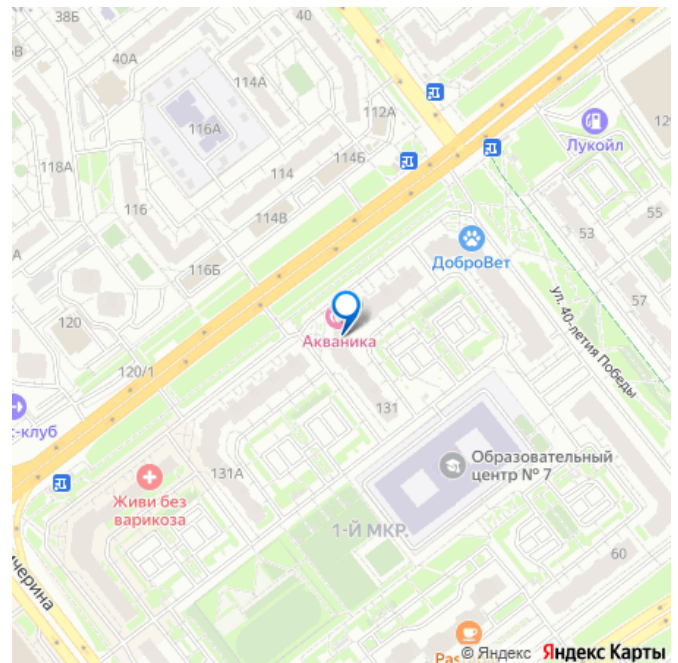 38Б
40
40А
114А
116А
112А
Лукойл
118А
114
114Б
116
55
114В
53
ДоброВет
116Б
57
ул. 40-летия Победы
120
Акваника
120/1
131
с-клуб
131А
Образовательный
центр № 7
Живи без
варикоза
1-Й МКР.
60
ичерина
© Яндекс Яндекс Карты